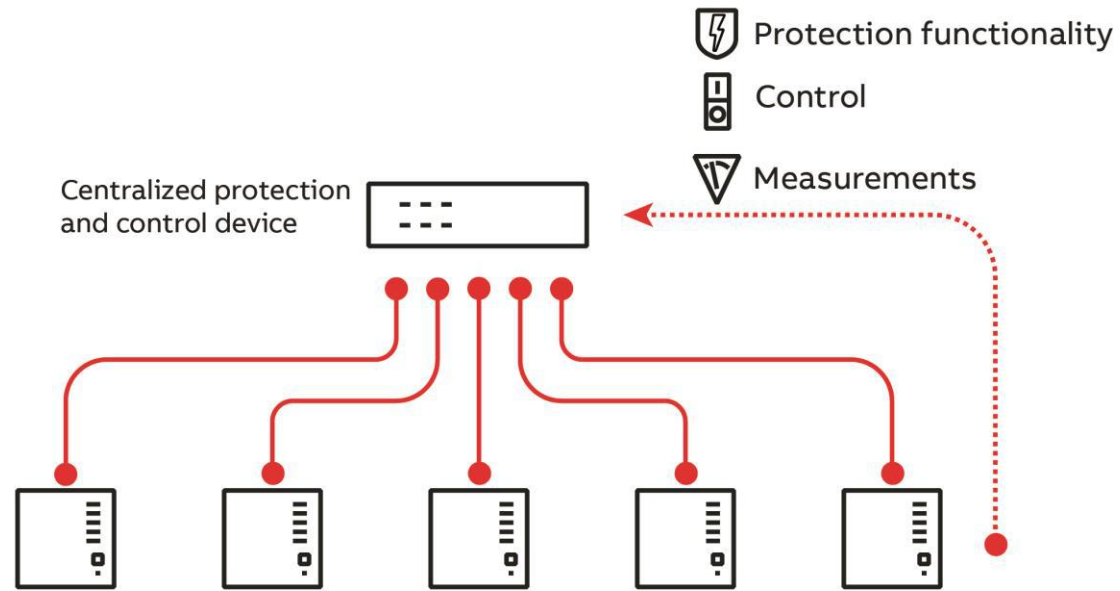 Protection functionality
Control
Measurements
Centralized protection
and control device